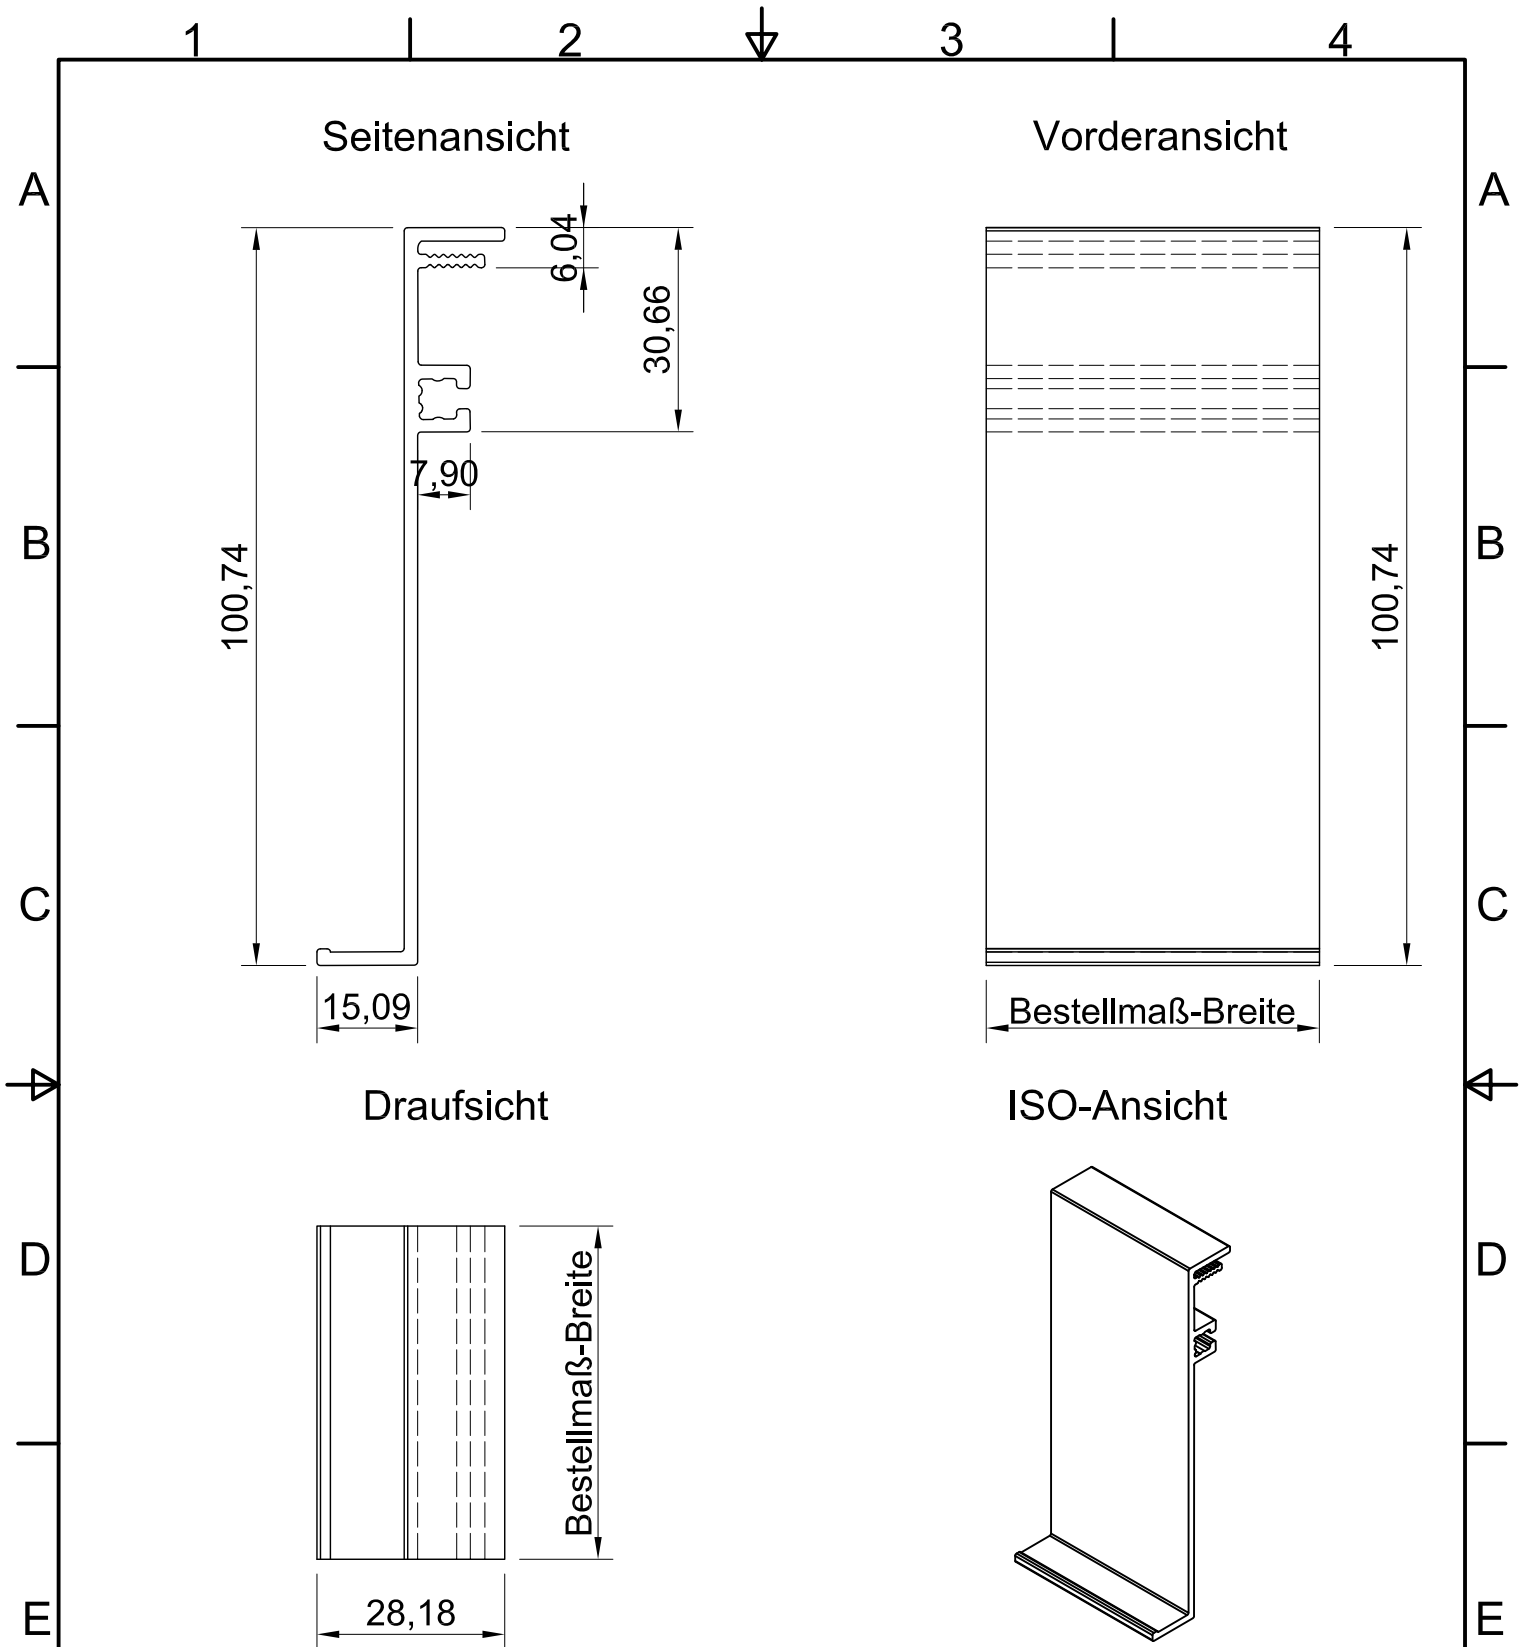 1 2 3 4
Seitenansicht Vorderansicht
A A
6,04
30,66
7,90
B B
100,74 100,74
C C
15,09 Bestellmaß-Breite
Draufsicht ISO-Ansicht
D D
Bestellmaß-Breite
28,18
E E